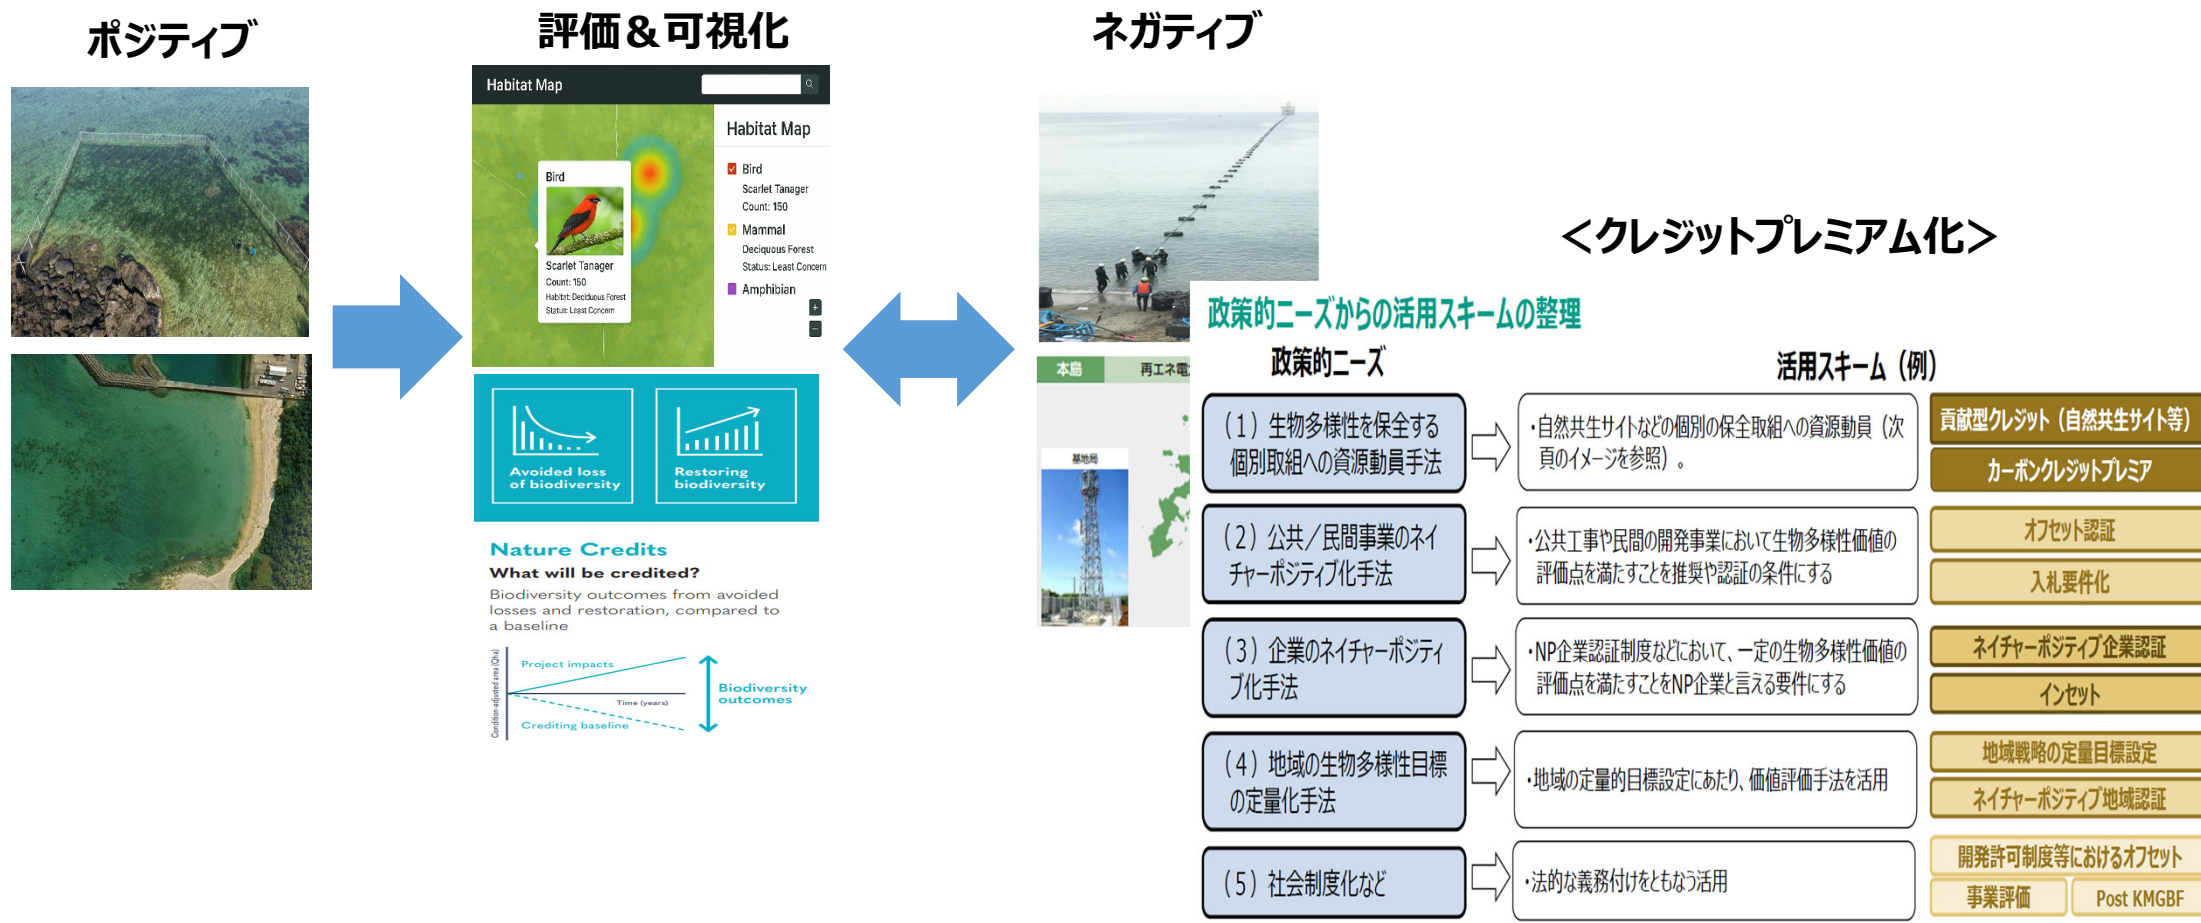 ポジティブ
評価＆可視化
ネガティブ
Habitat Map
Habitat Map
Bird
Scarlet Tanager
Count: 150
Mammal
Deciquous Forest
Status: Least Concern
Amphibian
+
−
Bird
Scarlet Tanager
Count: 150
Habitat: Deciduous Forest
Status: Least Concern
Avoided loss
of biodiversity
Restoring
biodiversity
Nature Credits
What will be credited?
Biodiversity outcomes from avoided
losses and restoration, compared to
a baseline
Condition-adjusted area (Qha)
Project impacts
Time (years)
Crediting baseline
Biodiversity
outcomes
本島
再エネ電
基地局
＜クレジットプレミアム化＞
政策的ニーズからの活用スキームの整理
政策的ニーズ
活用スキーム（例）
（1）生物多様性を保全する
個別取組への資源動員手法
・自然共生サイトなどの個別の保全取組への資源動員（次
頁のイメージを参照）。
貢献型クレジット（自然共生サイト等）
カーボンクレジットプレミア
（2）公共／民間事業のネイ
チャーポジティブ化手法
・公共工事や民間の開発事業において生物多様性価値の
評価点を満たすことを推奨や認証の条件にする
オフセット認証
入札要件化
（3）企業のネイチャーポジティ
ブ化手法
・NP企業認証制度などにおいて、一定の生物多様性価値の
評価点を満たすことをNP企業と言える要件にする
ネイチャーポジティブ企業認証
インセット
（4）地域の生物多様性目標
の定量化手法
・地域の定量的目標設定にあたり、価値評価手法を活用
地域戦略の定量目標設定
ネイチャーポジティブ地域認証
（5）社会制度化など
・法的な義務付けをともなう活用
開発許可制度等におけるオフセット
事業評価
Post KMGBF